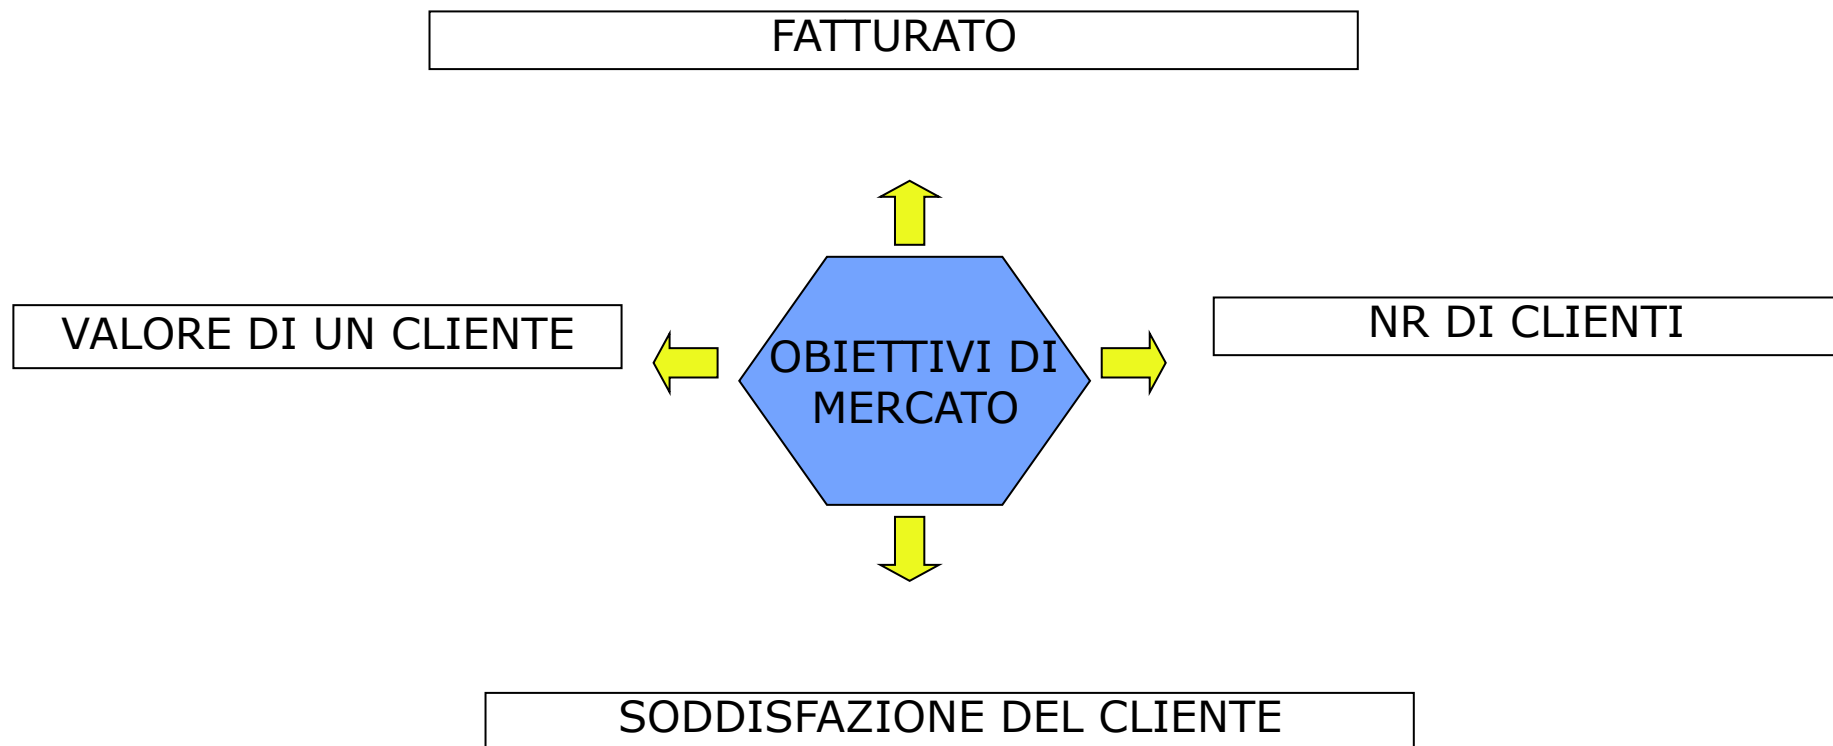 FATTURATO
VALORE DI UN CLIENTE
NR DI CLIENTI
OBIETTIVI DI
MERCATO
SODDISFAZIONE DEL CLIENTE